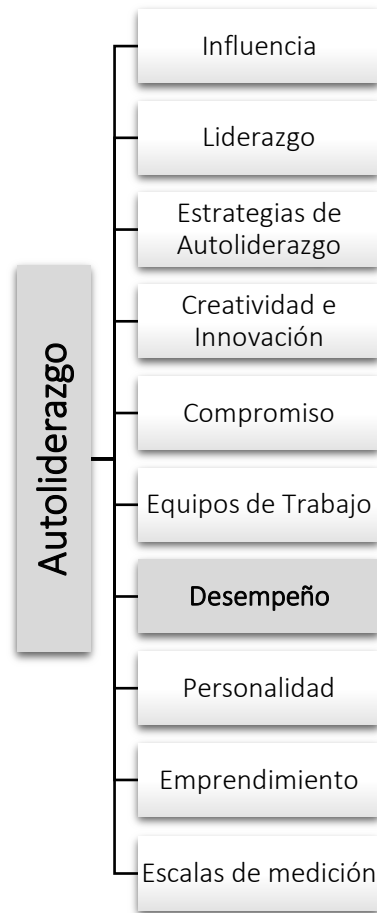 Autoliderazgo
Influencia
Liderazgo
Estrategias de
Autoliderazgo
Creatividad e
Innovación
Compromiso
Equipos de Trabajo
Desempeño
Personalidad
Emprendimiento
Escalas de medición